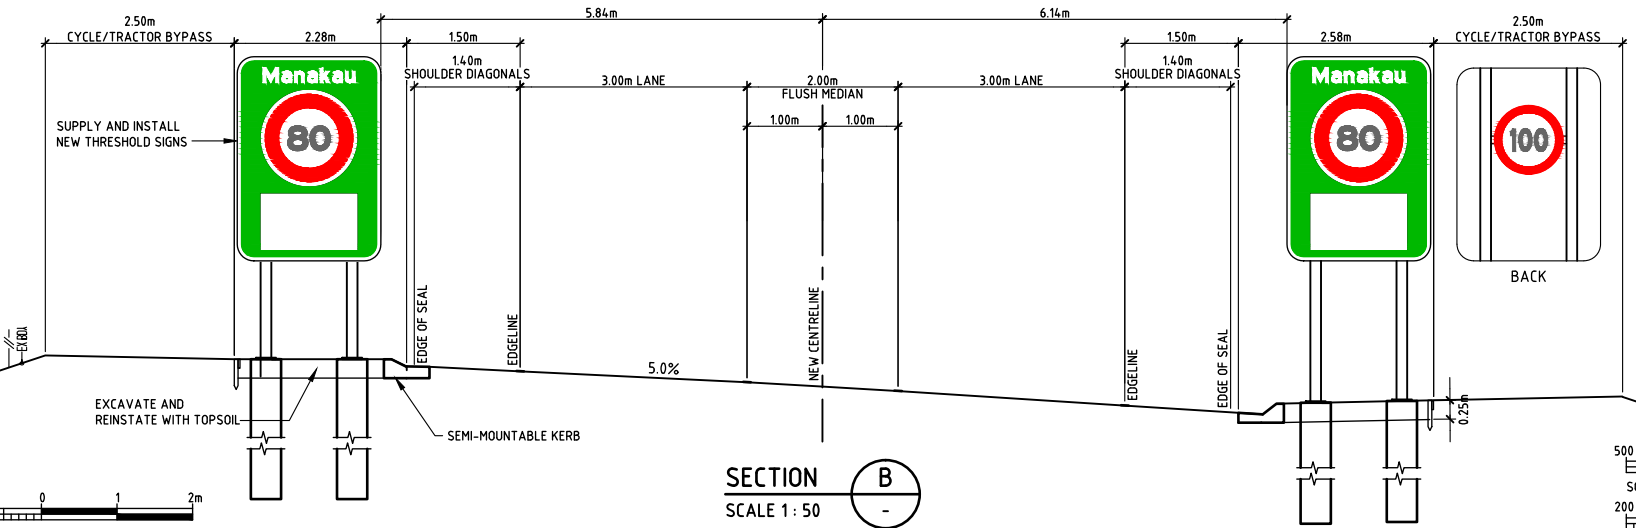 5.84m
6.14m
2.50m
CYCLE/TRACTOR BYPASS
2.28m
1.50m
1.40m
SHOULDER DIAGONALS
3.00m LANE
2.00m
FLUSH MEDIAN
3.00m LANE
1.50m
1.40m
SHOULDER DIAGONALS
2.58m
2.50m
CYCLE/TRACTOR BYPASS
1.00m
1.00m
Manakau
80
Manakau
80
100
BACK
SUPPLY AND INSTALL
NEW THRESHOLD SIGNS
EDGE OF SEAL
EDGELINE
NEW CENTRELINE
EDGELINE
EDGE OF SEAL
5.0%
0.25m
EXCAVATE AND
REINSTATE WITH TOPSOIL
SEMI-MOUNTABLE KERB
SECTION
B
SCALE 1 : 50
-
0
1
2m
500
200